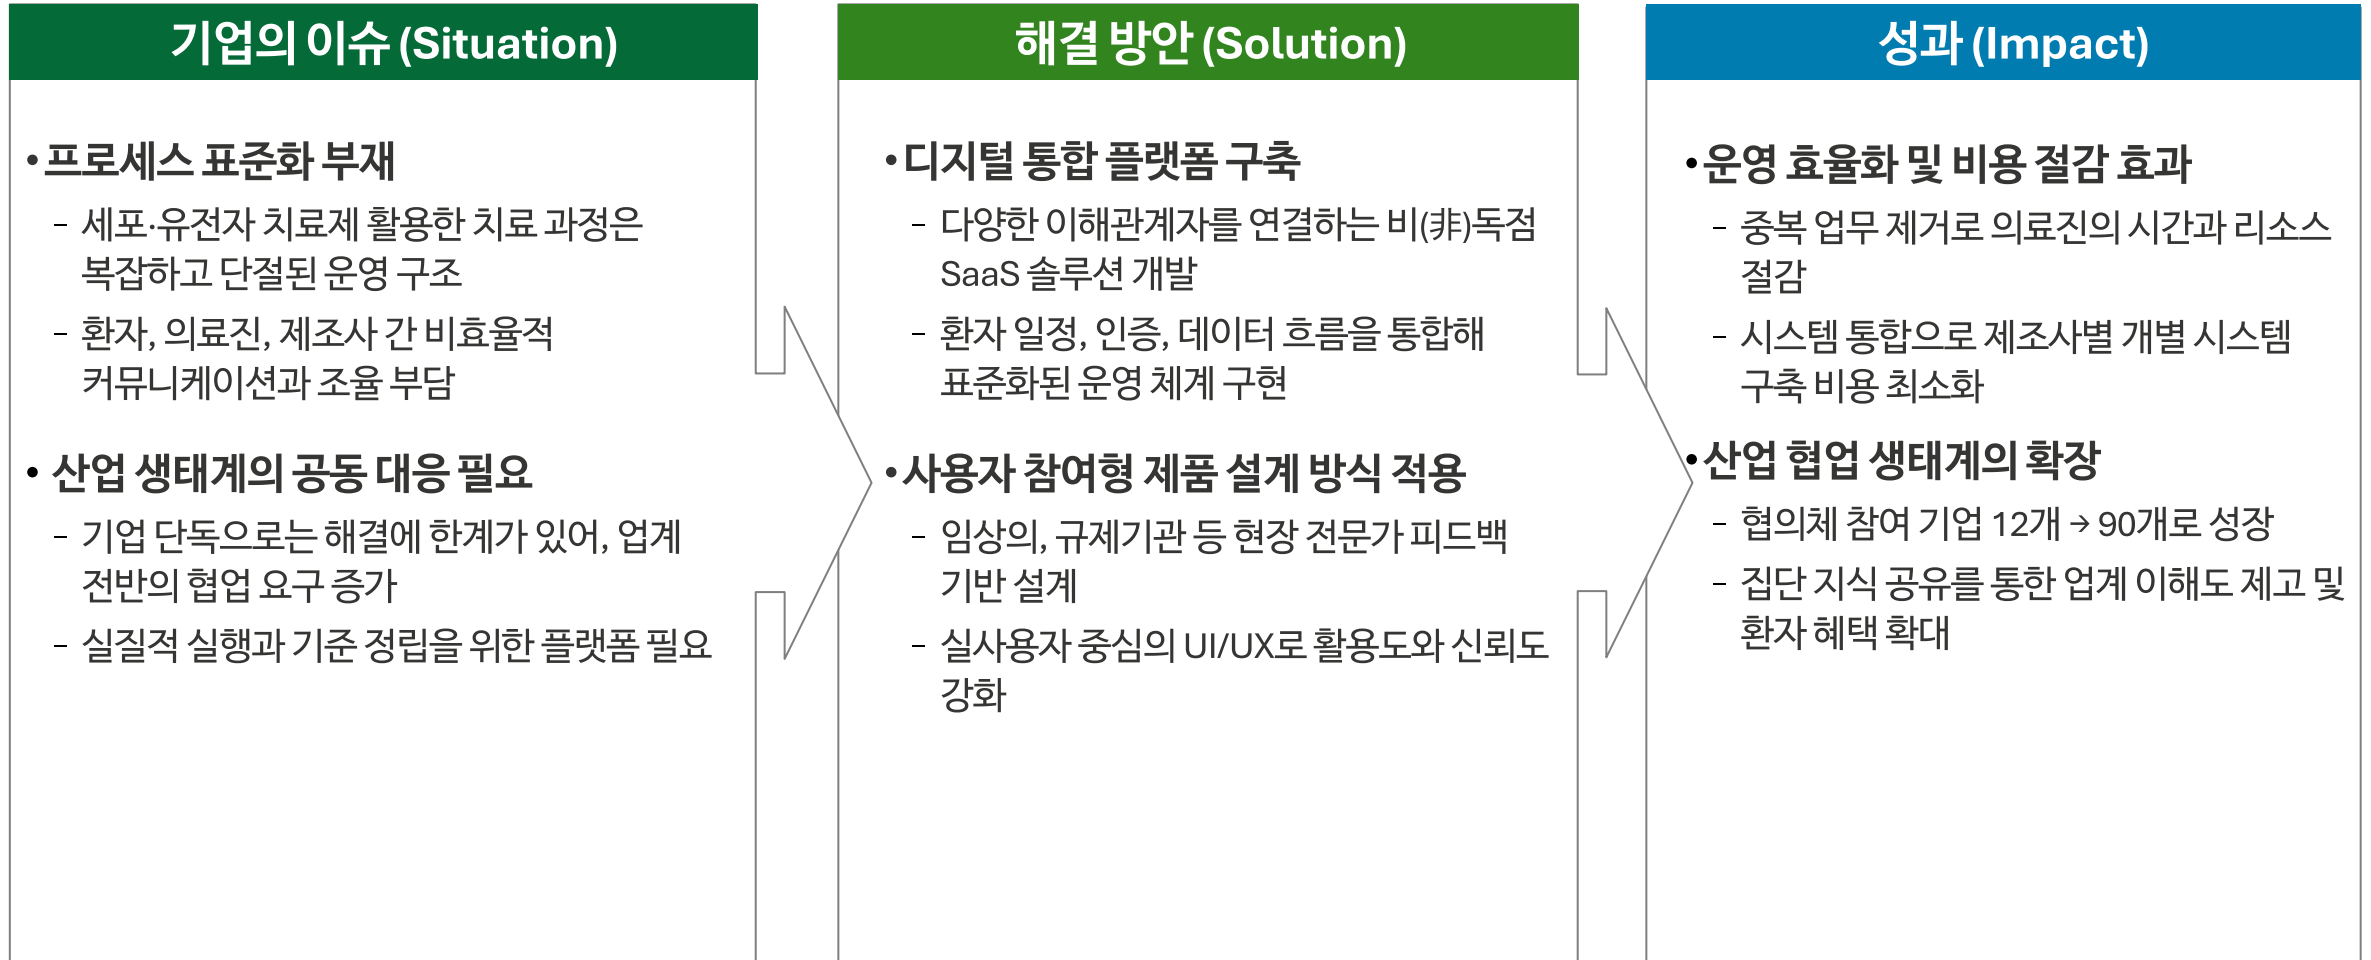 기업의 이슈 (Situation)
• 프로세스 표준화 부재
– 세포·유전자 치료제 활용한 치료 과정은
복잡하고 단절된 운영 구조
– 환자, 의료진, 제조사 간 비효율적
커뮤니케이션과 조율 부담
• 산업 생태계의 공동 대응 필요
– 기업 단독으로는 해결에 한계가 있어, 업계
전반의 협업 요구 증가
– 실질적 실행과 기준 정립을 위한 플랫폼 필요
해결 방안 (Solution)
• 디지털 통합 플랫폼 구축
– 다양한 이해관계자를 연결하는 비(非)독점
SaaS 솔루션 개발
– 환자 일정, 인증, 데이터 흐름을 통합해
표준화된 운영 체계 구현
• 사용자 참여형 제품 설계 방식 적용
– 임상의, 규제기관 등 현장 전문가 피드백
기반 설계
– 실사용자 중심의 UI/UX로 활용도와 신뢰도
강화
성과 (Impact)
• 운영 효율화 및 비용 절감 효과
– 중복 업무 제거로 의료진의 시간과 리소스
절감
– 시스템 통합으로 제조사별 개별 시스템
구축 비용 최소화
• 산업 협업 생태계의 확장
– 협의체 참여 기업 12개 → 90개로 성장
– 집단 지식 공유를 통한 업계 이해도 제고 및
환자 혜택 확대